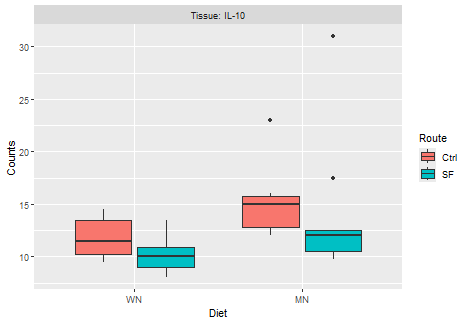 Tissue: IL-10
30
25
20
15
10
Counts
WN
MN
Diet
Route
Ctrl
SF